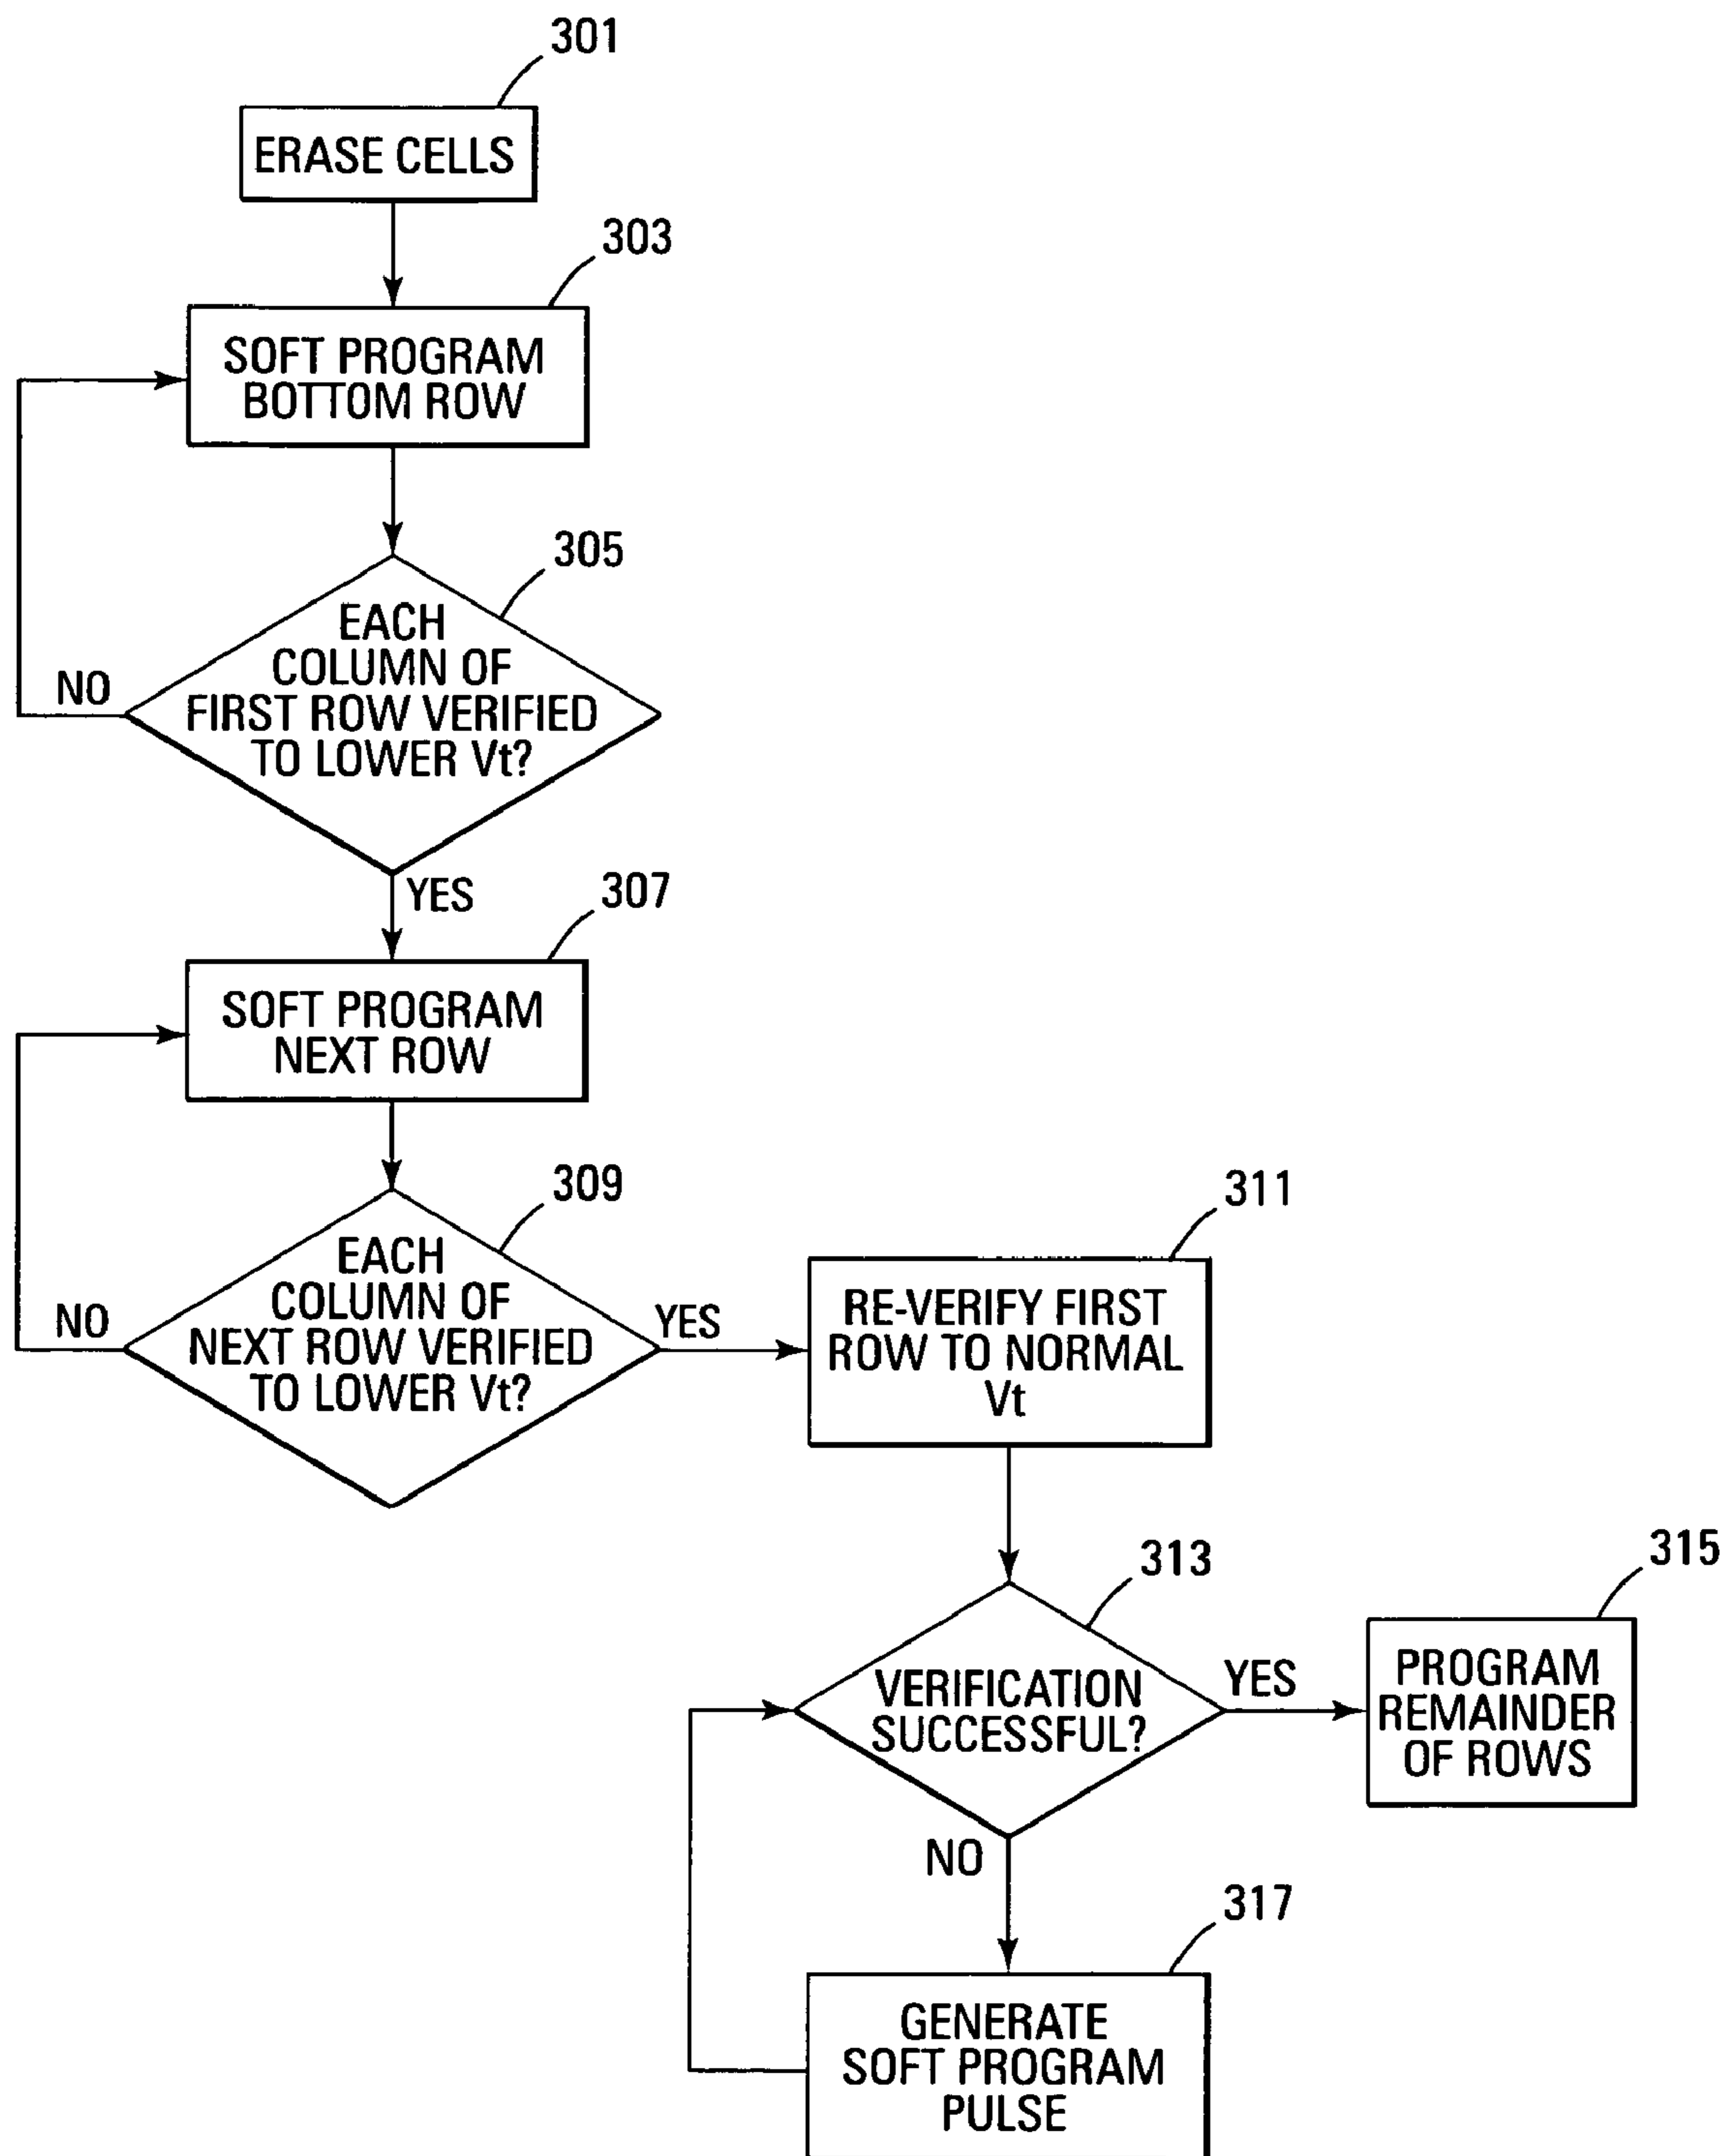 301
ERASE CELLS
303
SOFT PROGRAM
BOTTOM ROW
305
EACH
COLUMN OF
FIRST ROW VERIFIED
TO LOWER Vt?
NO
YES
307
SOFT PROGRAM
NEXT ROW
309
EACH
COLUMN OF
NEXT ROW VERIFIED
TO LOWER Vt?
NO
YES
311
RE-VERIFY FIRST
ROW TO NORMAL
Vt
313
VERIFICATION
SUCCESSFUL?
YES
NO
315
PROGRAM
REMAINDER
OF ROWS
317
GENERATE
SOFT PROGRAM
PULSE